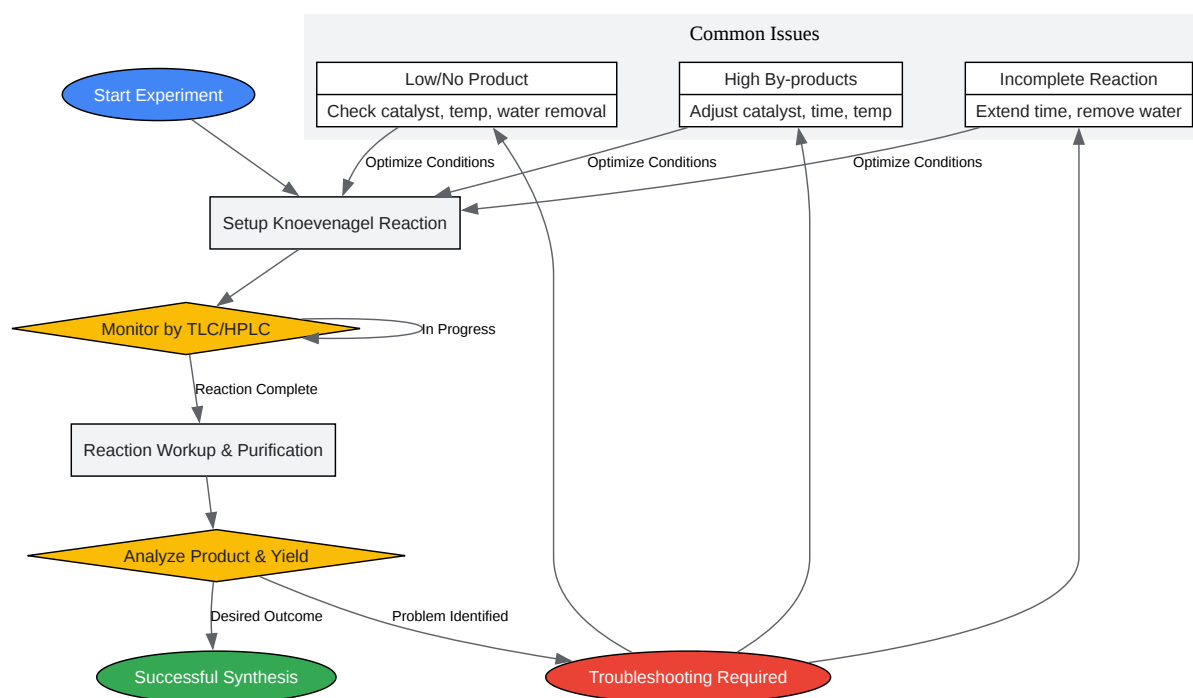 Common Issues
Start Experiment
Low/No Product
Check catalyst, temp, water removal
High By-products
Adjust catalyst, time, temp
Incomplete Reaction
Extend time, remove water
Optimize Conditions
Optimize Conditions
Optimize Conditions
Setup Knoevenagel Reaction
Monitor by TLC/HPLC
In Progress
Reaction Complete
Reaction Workup & Purification
Analyze Product & Yield
Desired Outcome
Problem Identified
Successful Synthesis
Troubleshooting Required